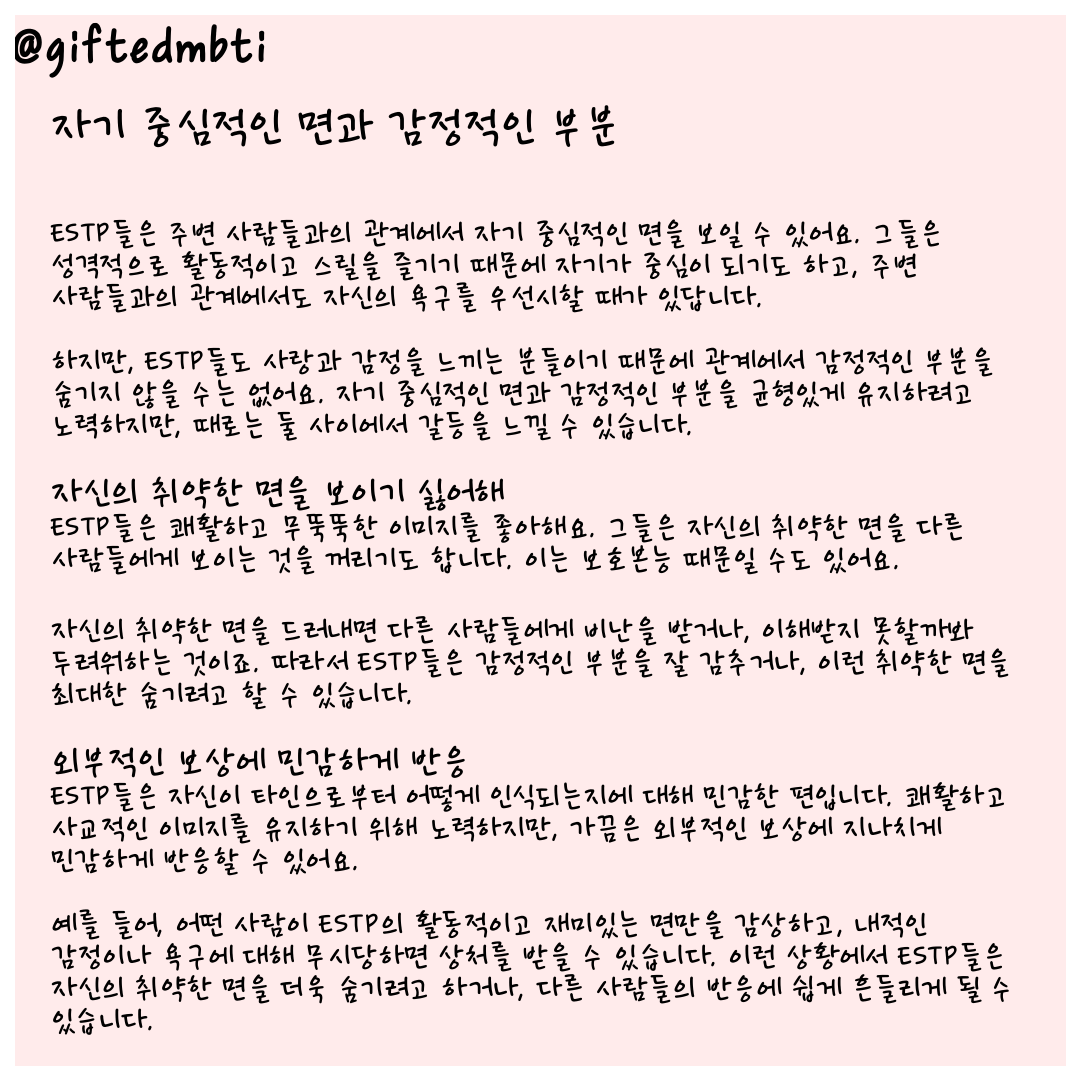 @giftedmbti
자기 중심적인 면과 감정적인 부분
ESTP들은 주변 사람들과의 관계에서 자기 중심적인 면을 보일 수 있어요. 그들은
성격적으로 활동적이고 스릴을 즐기기 때문에 자기가 중심이 되기도 하고, 주변
사람들과의 관계에서도 자신의 욕구를 우선시할 때가 있답니다.
하지만, ESTP들도 사랑과 감정을 느끼는 분들이기 때문에 관계에서 감정적인 부분을
숨기지 않을 수는 없어요. 자기 중심적인 면과 감정적인 부분을 균형있게 유지하려고
노력하지만, 때로는 둘 사이에서 갈등을 느낄 수 있습니다.
자신의 취약한 면을 보이기 싫어해
ESTP들은 쾌활하고 무뚝뚝한 이미지를 좋아해요. 그들은 자신의 취약한 면을 다른
사람들에게 보이는 것을 꺼리기도 합니다. 이는 보호본능 때문일 수도 있어요.
자신의 취약한 면을 드러내면 다른 사람들에게 비난을 받거나, 이해받지 못할까봐
두려워하는 것이죠. 따라서 ESTP들은 감정적인 부분을 잘 감추거나, 이런 취약한 면을
최대한 숨기려고 할 수 있습니다.
외부적인 보상에 민감하게 반응
ESTP들은 자신이 타인으로부터 어떻게 인식되는지에 대해 민감한 편입니다. 쾌활하고
사교적인 이미지를 유지하기 위해 노력하지만, 가끔은 외부적인 보상에 지나치게
민감하게 반응할 수 있어요.
예를 들어, 어떤 사람이 ESTP의 활동적이고 재미있는 면만을 감상하고, 내적인
감정이나 욕구에 대해 무시당하면 상처를 받을 수 있습니다. 이런 상황에서 ESTP들은
자신의 취약한 면을 더욱 숨기려고 하거나, 다른 사람들의 반응에 쉽게 흔들리게 될 수
있습니다.